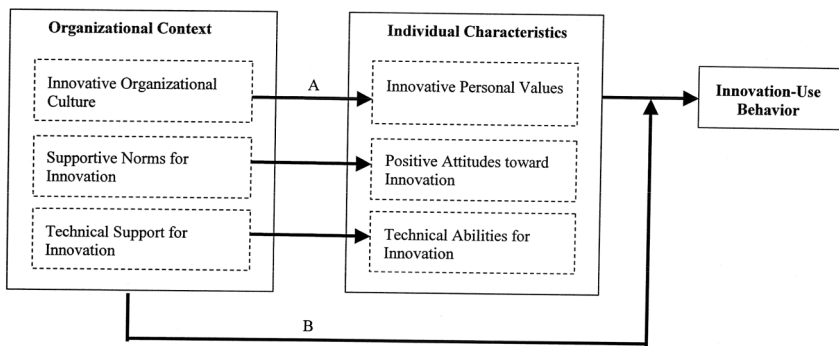 Organizational Context
Innovative Organizational
Culture
Supportive Norms for
Innovation
Technical Support for
Innovation
A
Individual Characteristics
Innovative Personal Values
Positive Attitudes toward
Innovation
Technical Abilities for
Innovation
Innovation-Use
Behavior
B